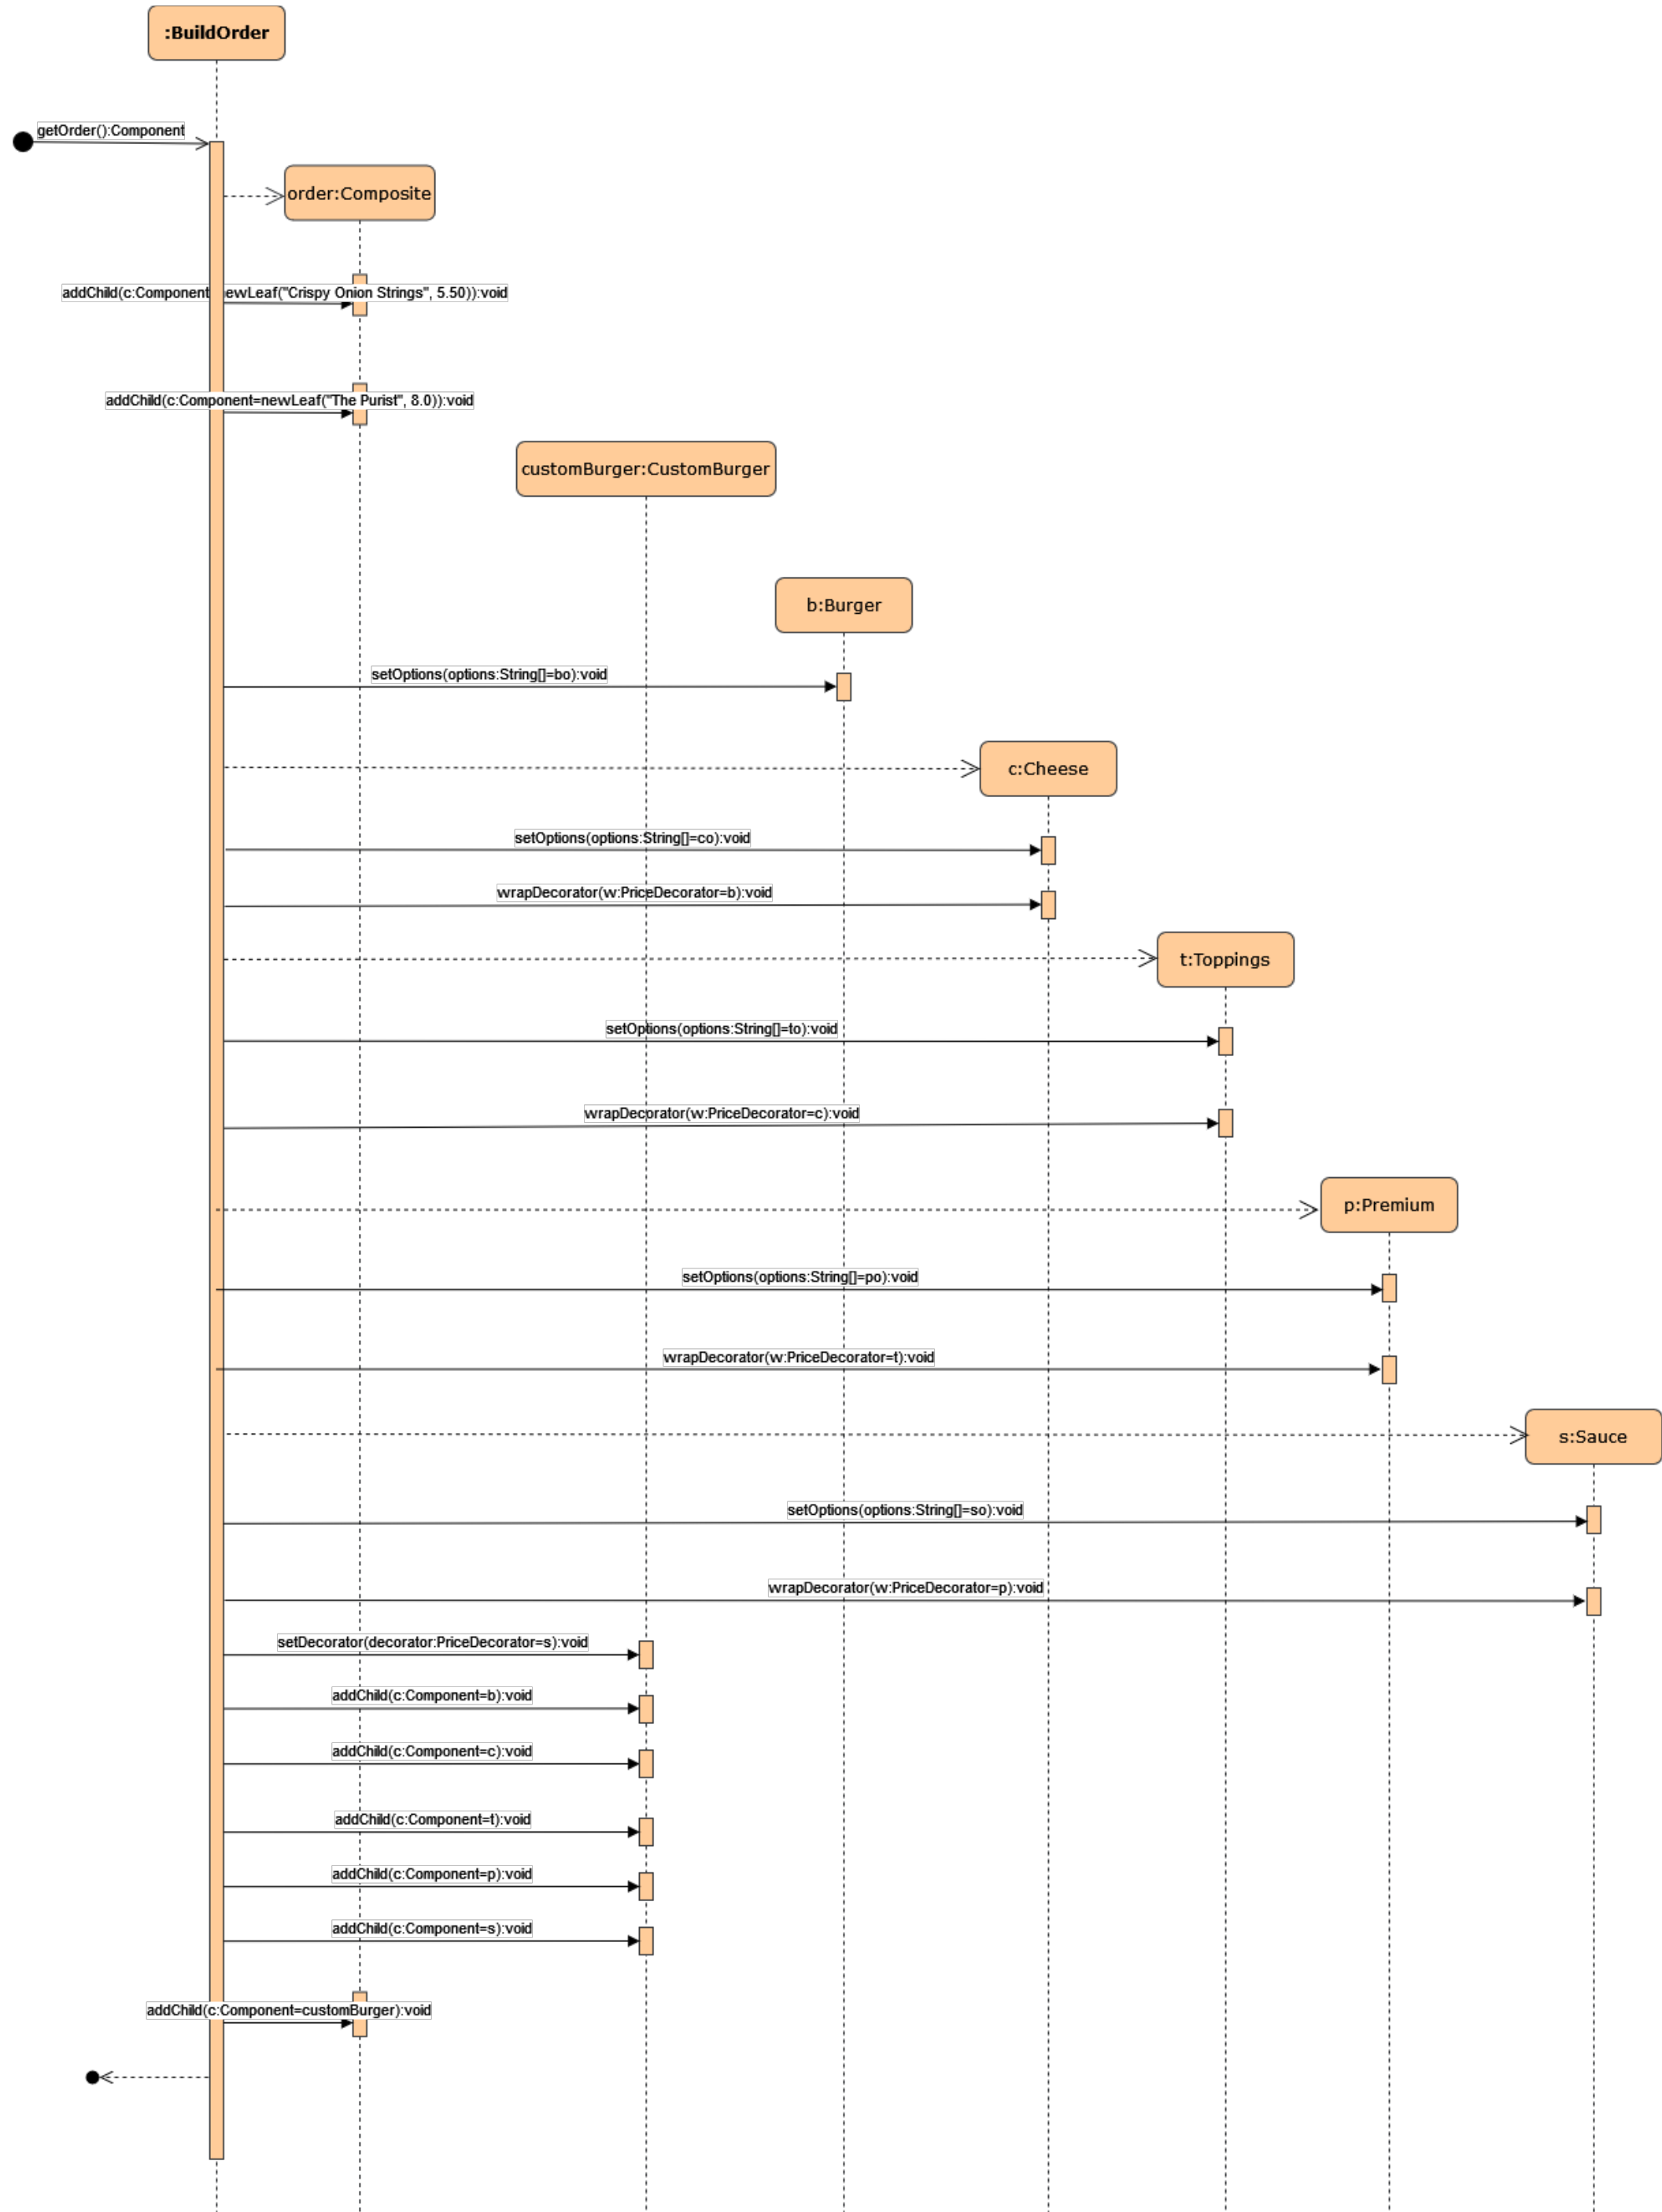 :BuildOrder
getOrder():Component
order:Composite
addChild(c:Component newLeaf("Crispy Onion Strings", 5.50)):void
addChild(c:Component=newLeaf("The Purist", 8.0)):void
customBurger:CustomBurger
b:Burger
setOptions(options:String[]=bo):void
c:Cheese
setOptions(options:String[]=co):void
wrapDecorator(w:PriceDecorator=b):void
t:Toppings
setOptions(options:String[]=to):void
wrapDecorator(w:PriceDecorator=c):void
p:Premium
setOptions(options:String[]=po):void
wrapDecorator(w:PriceDecorator=t):void
s:Sauce
setOptions(options:String[]=so):void
wrapDecorator(w:PriceDecorator=p):void
setDecorator(decorator:PriceDecorator=s):void
addChild(c:Component=b):void
addChild(c:Component=c):void
addChild(c:Component=t):void
addChild(c:Component=p):void
addChild(c:Component=s):void
addChild(c:Component=customBurger):void